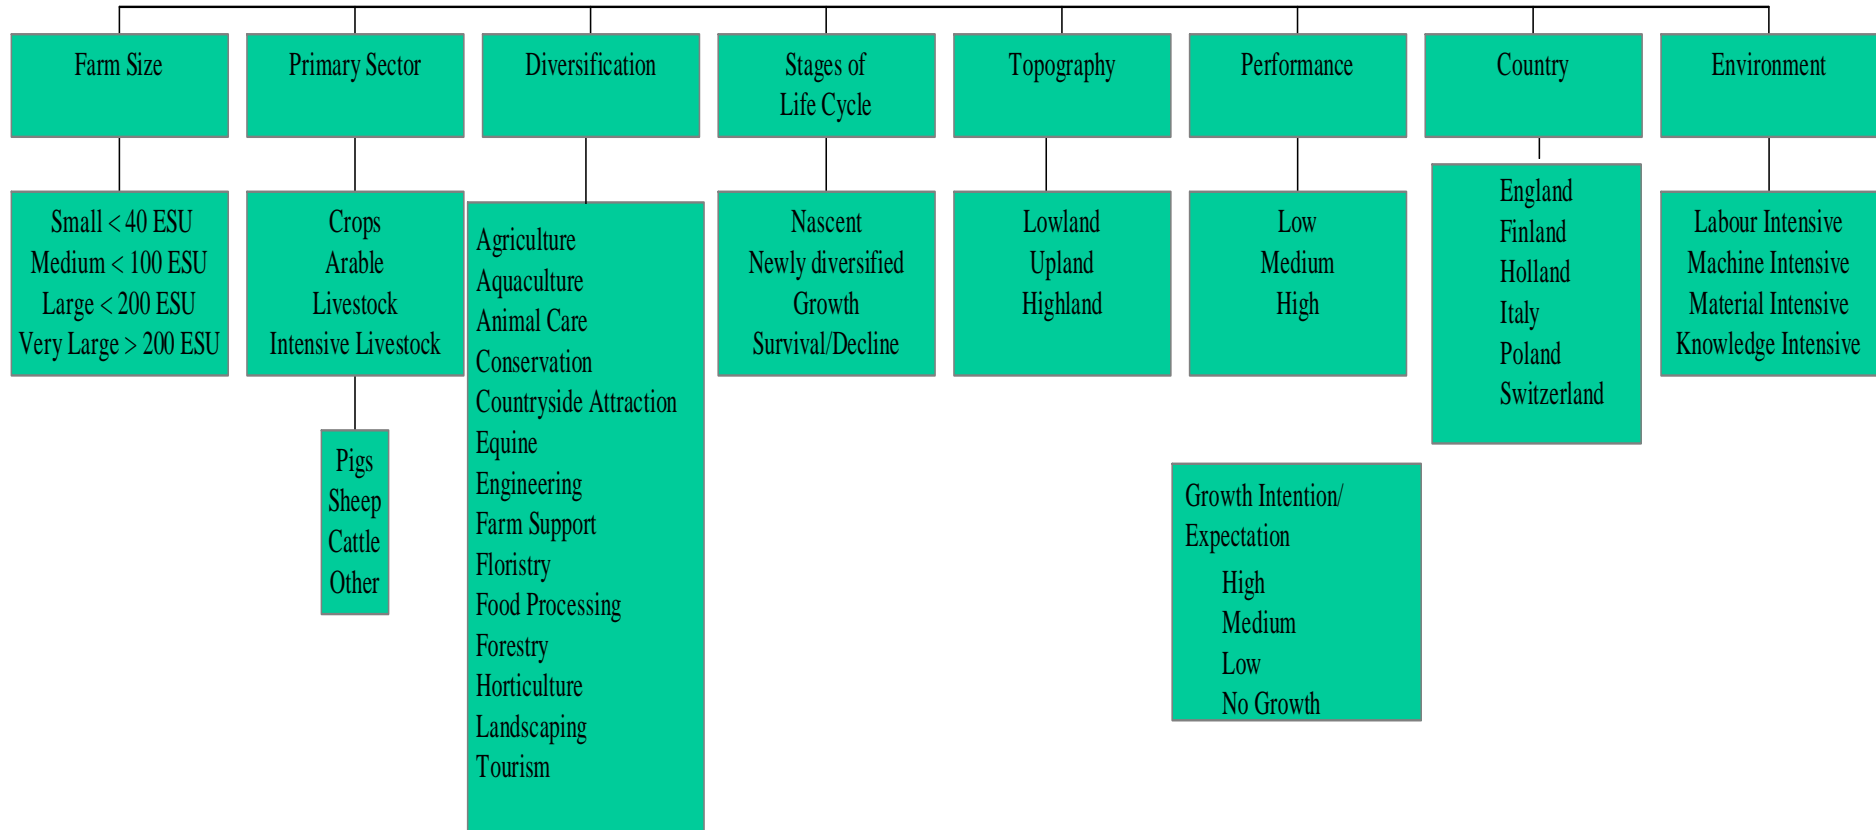 Farm Size
Primary Sector
Diversification
Stages of
Life Cycle
Topography
Performance
Country
Environment
Small < 40 ESU
Medium < 100 ESU
Large < 200 ESU
Very Large > 200 ESU
Crops
Arable
Livestock
Intensive Livestock
Pigs
Sheep
Cattle
Other
Agriculture
Aquaculture
Animal Care
Conservation
Countryside Attraction
Equine
Engineering
Farm Support
Floristry
Food Processing
Forestry
Horticulture
Landscaping
Tourism
Nascent
Newly diversified
Growth
Survival/Decline
Lowland
Upland
Highland
Low
Medium
High
Growth Intention/
Expectation
High
Medium
Low
No Growth
England
Finland
Holland
Italy
Poland
Switzerland
Labour Intensive
Machine Intensive
Material Intensive
Knowledge Intensive